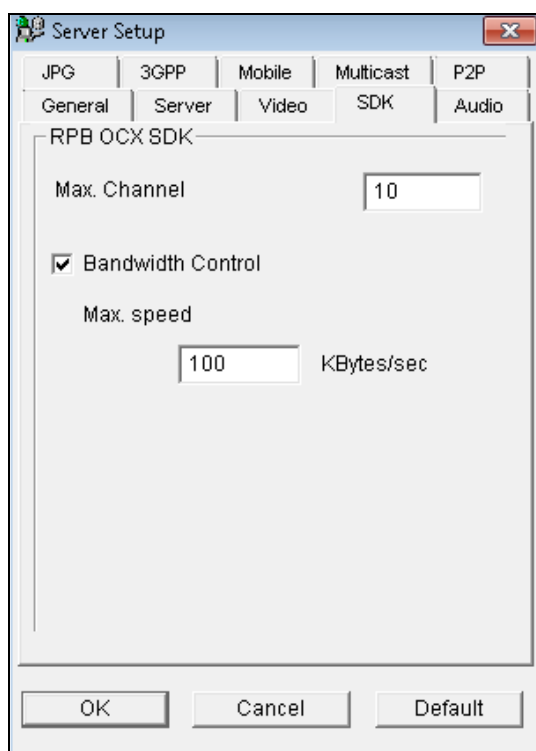 Server Setup
JPG 3GPP Mobile Multicast P2P
General Server Video SDK Audio
RPB OCX SDK
Max. Channel 10
Bandwidth Control
Max. speed
100 KBytes/sec
OK Cancel Default